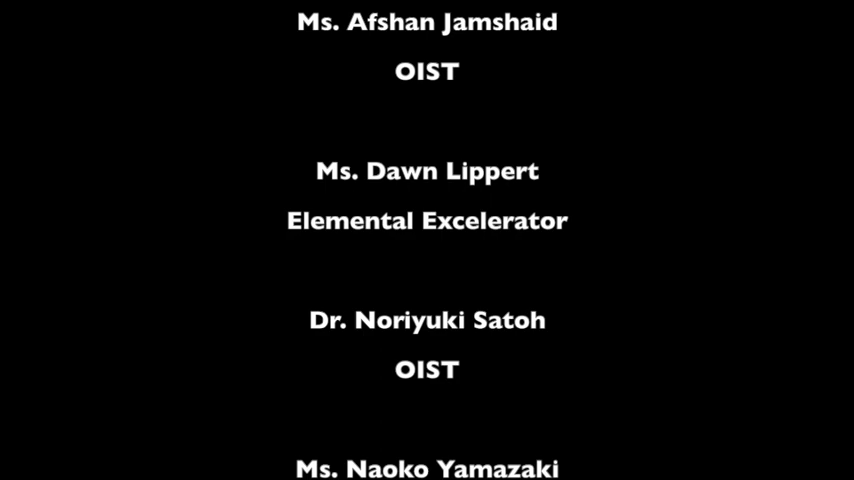 Ms. Afshan Jamshaid
OIST
Ms. Dawn Lippert
Elemental Excelerator
Dr. Noriyuki Satoh
OIST
Ms. Naoko Yamazaki